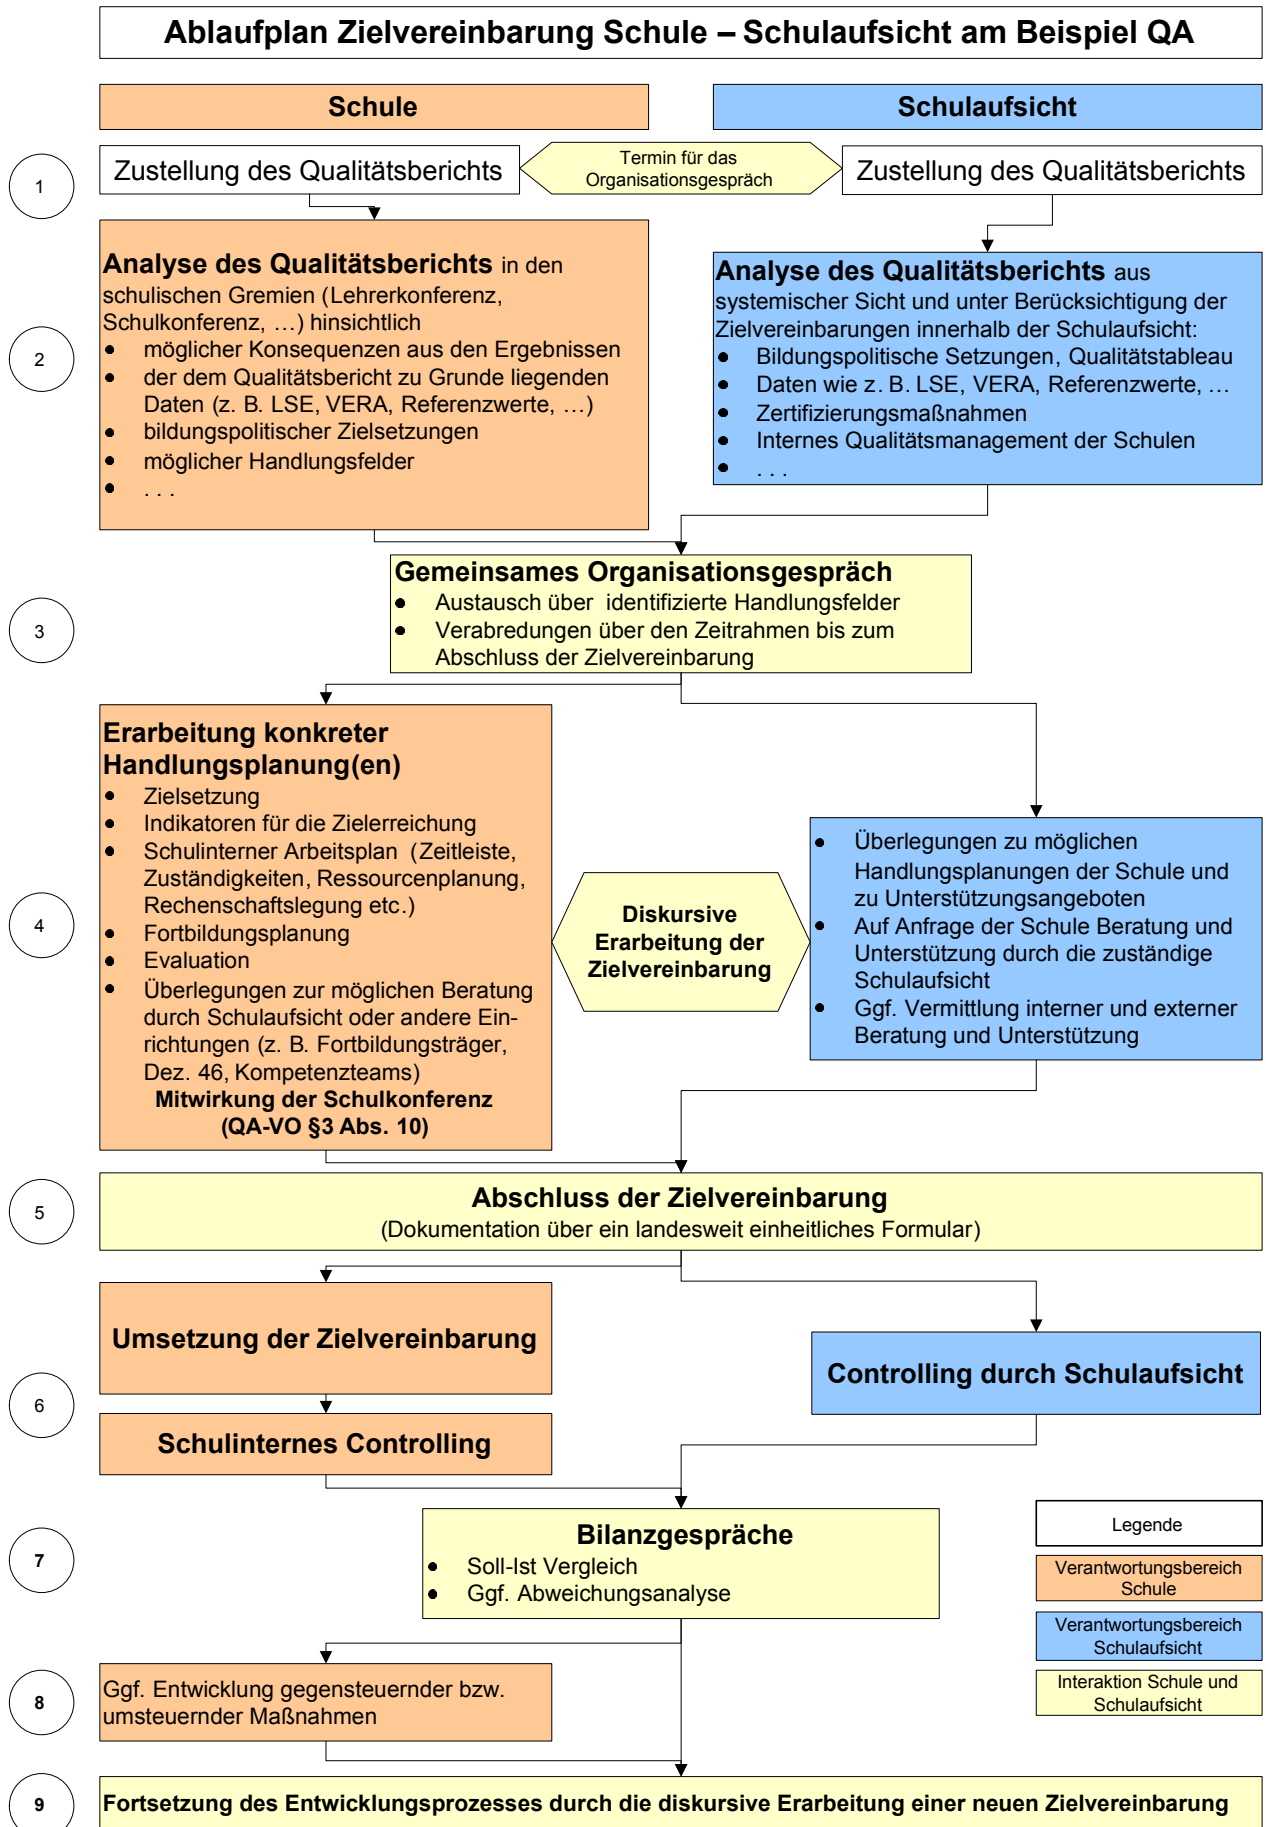 Ablaufplan Zielvereinbarung Schule – Schulaufsicht am Beispiel QA
Schule
Schulaufsicht
1
Zustellung des Qualitätsberichts
Termin für das
Organisationsgespräch
Zustellung des Qualitätsberichts
2
Analyse des Qualitätsberichts in den
schulischen Gremien (Lehrerkonferenz,
Schulkonferenz, …) hinsichtlich
• möglicher Konsequenzen aus den Ergebnissen
• der dem Qualitätsbericht zu Grunde liegenden
Daten (z. B. LSE, VERA, Referenzwerte, …)
• bildungspolitischer Zielsetzungen
• möglicher Handlungsfelder
• . . .
Analyse des Qualitätsberichts aus
systemischer Sicht und unter Berücksichtigung der
Zielvereinbarungen innerhalb der Schulaufsicht:
• Bildungspolitische Setzungen, Qualitätstableau
• Daten wie z. B. LSE, VERA, Referenzwerte, …
• Zertifizierungsmaßnahmen
• Internes Qualitätsmanagement der Schulen
• . . .
3
Gemeinsames Organisationsgespräch
• Austausch über identifizierte Handlungsfelder
• Verabredungen über den Zeitrahmen bis zum
Abschluss der Zielvereinbarung
4
Erarbeitung konkreter
Handlungsplanung(en)
• Zielsetzung
• Indikatoren für die Zielerreichung
• Schulinterner Arbeitsplan (Zeitleiste,
Zuständigkeiten, Ressourcenplanung,
Rechenschaftslegung etc.)
• Fortbildungsplanung
• Evaluation
• Überlegungen zur möglichen Beratung
durch Schulaufsicht oder andere Ein-
richtungen (z. B. Fortbildungsträger,
Dez. 46, Kompetenzteams)
Mitwirkung der Schulkonferenz
(QA-VO §3 Abs. 10)
Diskursive
Erarbeitung der
Zielvereinbarung
• Überlegungen zu möglichen
Handlungsplanungen der Schule und
zu Unterstützungsangeboten
• Auf Anfrage der Schule Beratung und
Unterstützung durch die zuständige
Schulaufsicht
• Ggf. Vermittlung interner und externer
Beratung und Unterstützung
5
Abschluss der Zielvereinbarung
(Dokumentation über ein landesweit einheitliches Formular)
6
Umsetzung der Zielvereinbarung
Schulinternes Controlling
Controlling durch Schulaufsicht
7
Bilanzgespräche
• Soll-Ist Vergleich
• Ggf. Abweichungsanalyse
Legende
Verantwortungsbereich
Schule
Verantwortungsbereich
Schulaufsicht
Interaktion Schule und
Schulaufsicht
8
Ggf. Entwicklung gegensteuernder bzw.
umsteuernder Maßnahmen
9
Fortsetzung des Entwicklungsprozesses durch die diskursive Erarbeitung einer neuen Zielvereinbarung